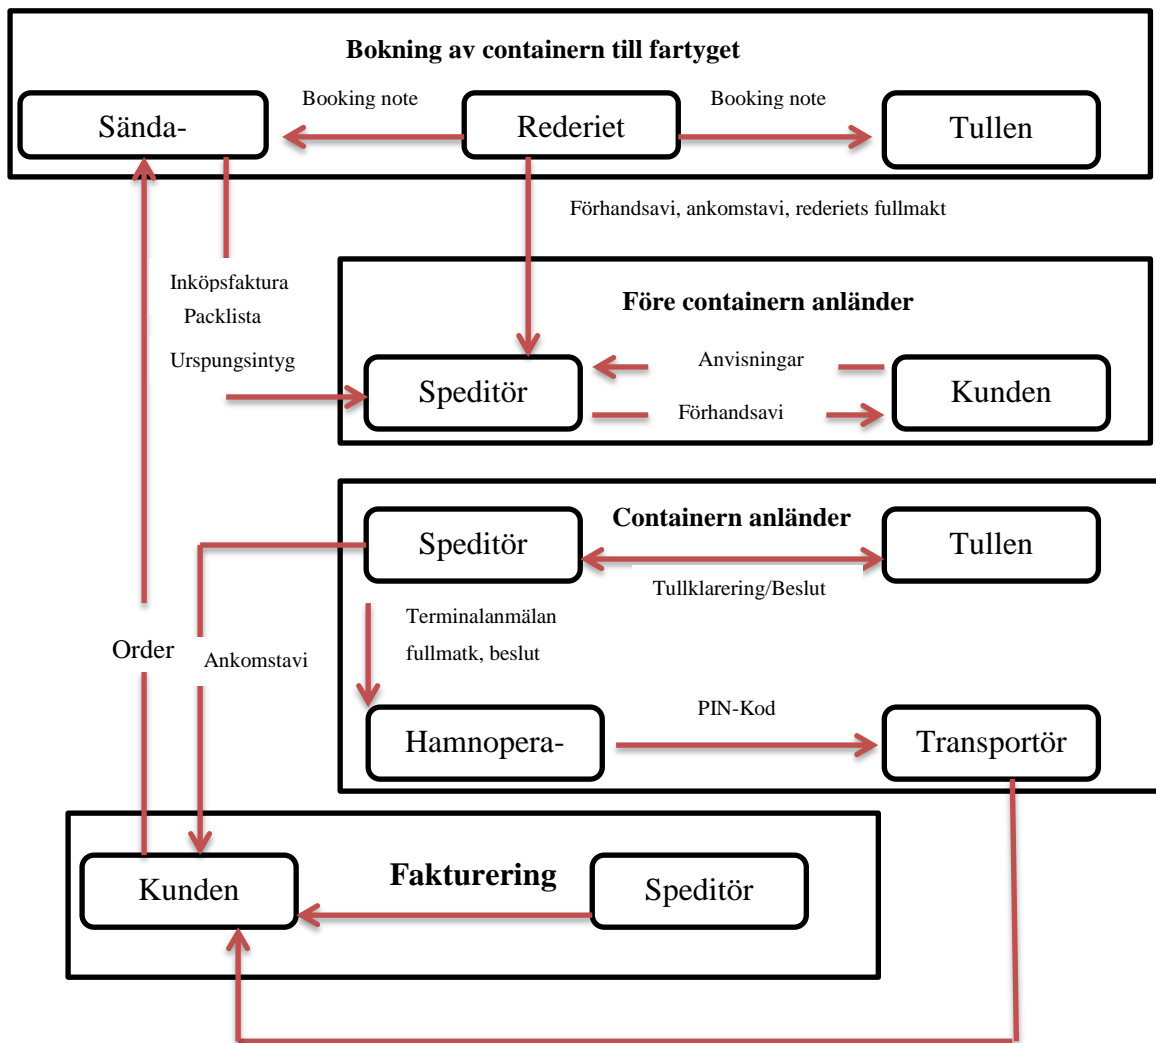 Bokning av containern till fartyget
Booking note
Booking note
Sända-
Rederiet
Tullen
Förhandsavi, ankomstavi, rederiets fullmakt
Inköpsfaktura
Packlista
Urspungsintyg
Före containern anländer
Anvisningar
Speditör
Kunden
Förhandsavi
Containern anländer
Speditör
Tullen
Tullklarering/Beslut
Terminalanmälan
fullmatk, beslut
Order
Ankomstavi
PIN-Kod
Hamnopera-
Transportör
Fakturering
Kunden
Speditör